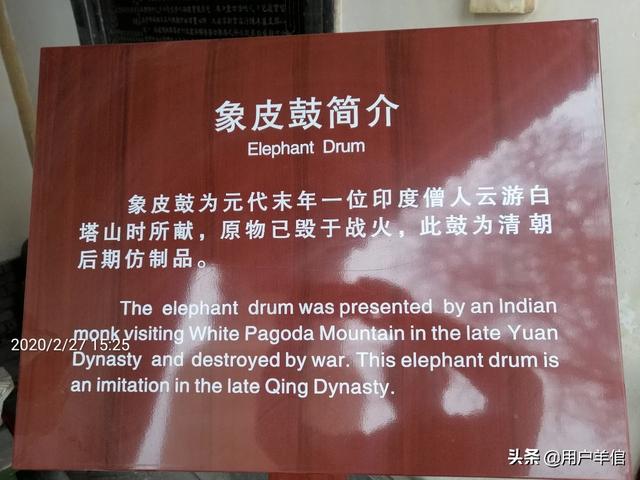 象皮鼓简介
Elephant Drum
象皮鼓为元代末年一位印度僧人云游白
塔山时所献，原物已毁于战火，此鼓为清朝
后期仿制品。
The elephant drum was presented by an Indian
monk visiting White Pagoda Mountain in the late Yuan
Dynasty and destroyed by war. This elephant drum is
an imitation in the late Qing Dynasty.
2020/2/27 15:25
头条 @用户羊信